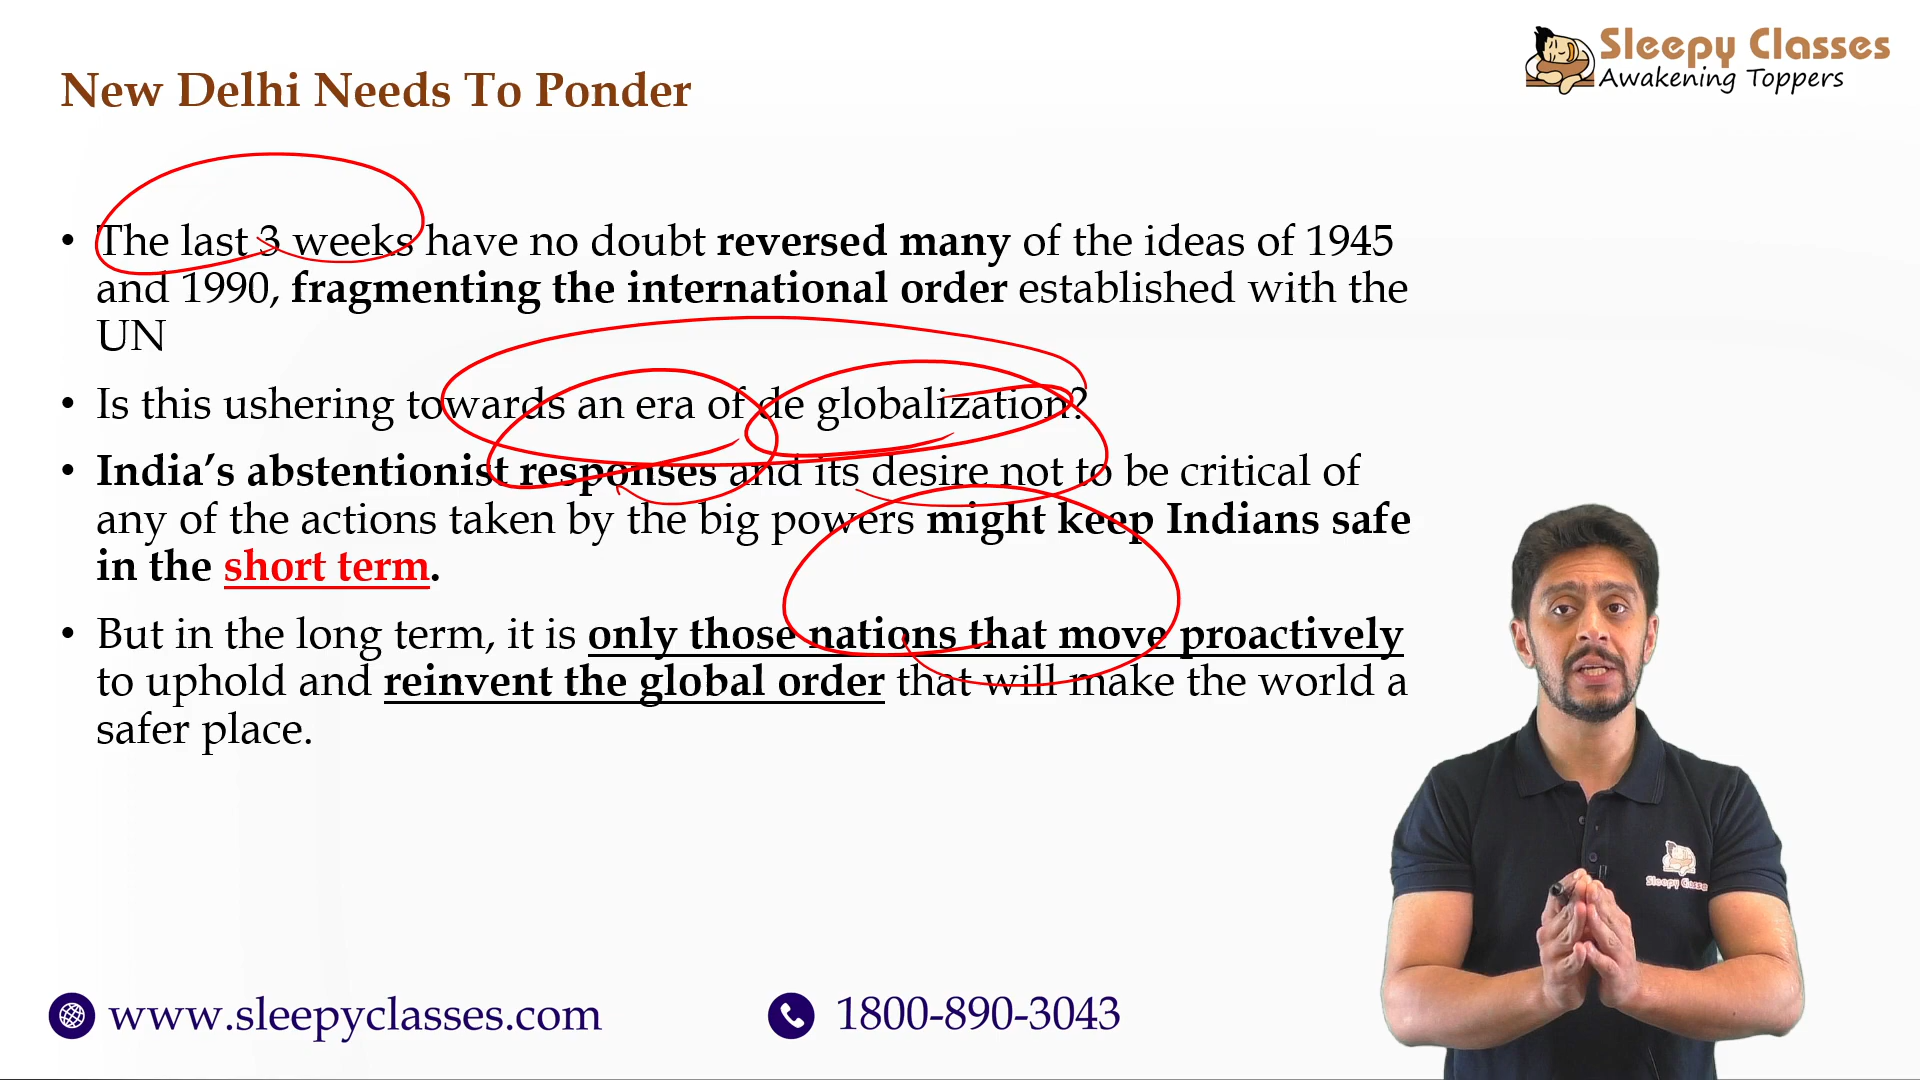 Sleepy Classes
Awakening Toppers
New Delhi Needs To Ponder
• The last 3 weeks have no doubt reversed many of the ideas of 1945
and 1990, fragmenting the international order established with the
UN
• Is this ushering towards an era of de globalization?
• India’s abstentionist responses and its desire not to be critical of
any of the actions taken by the big powers might keep Indians safe
in the short term.
• But in the long term, it is only those nations that move proactively
to uphold and reinvent the global order that will make the world a
safer place.
Sleepy Classe
www.sleepyclasses.com
1800-890-3043